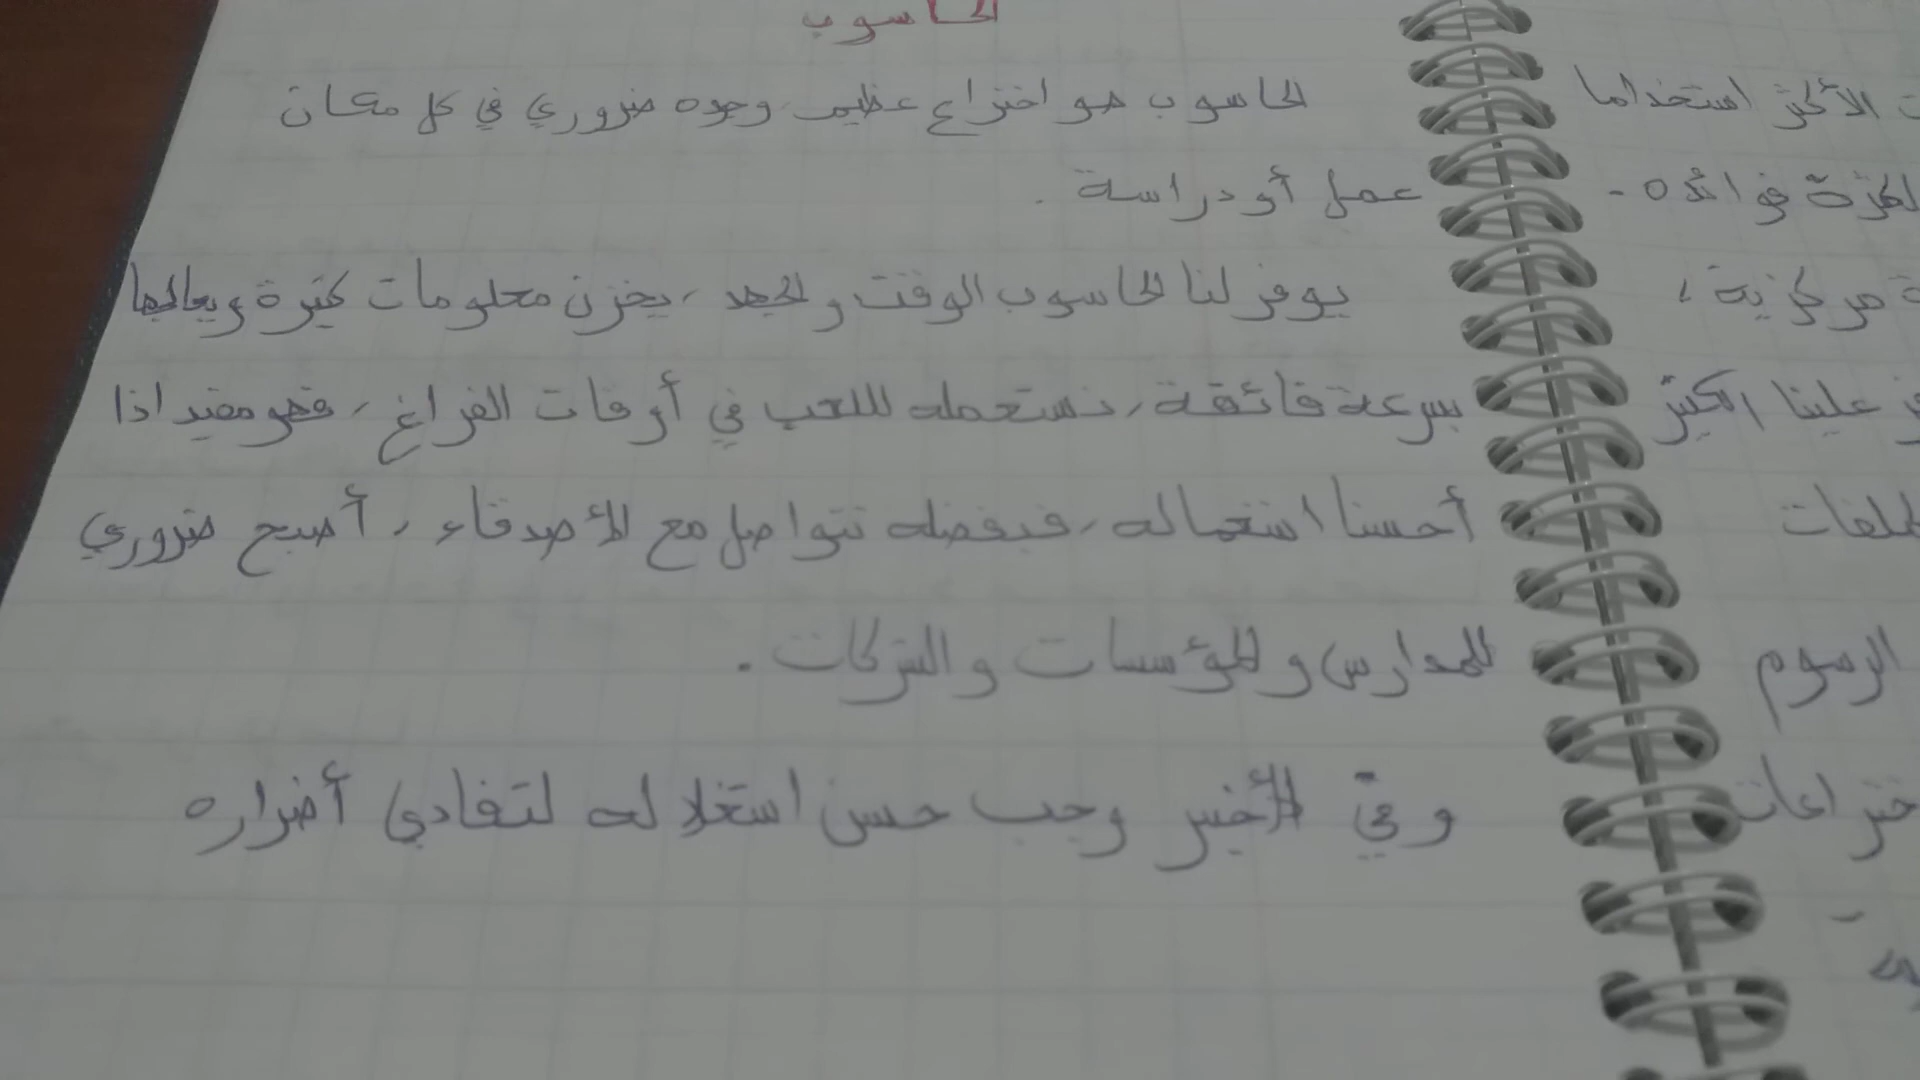 الحاسوب
الحاسوب هو اختراع عظيم، وجوده ضروري في كل مكان
عمل أو دراسة.
يوفر لنا الحاسوب الوقت والجهد، يخزن معلومات كثيرة ويعالجها
بسرعة فائقة، نستعمله للعب في أوقات الفراغ، فهو مفيد اذا
أحسنا استعماله، فبفضله نتواصل مع الأصدقاء، أصبح ضروري
للمدارس والمؤسسات والشركات.
وفي الأخير وجب حسن استغلاله لتفادي أضراره
الأكثر استخداما
لكثرة فوائده.
مركزية،
علينا الكثير
الرسوم